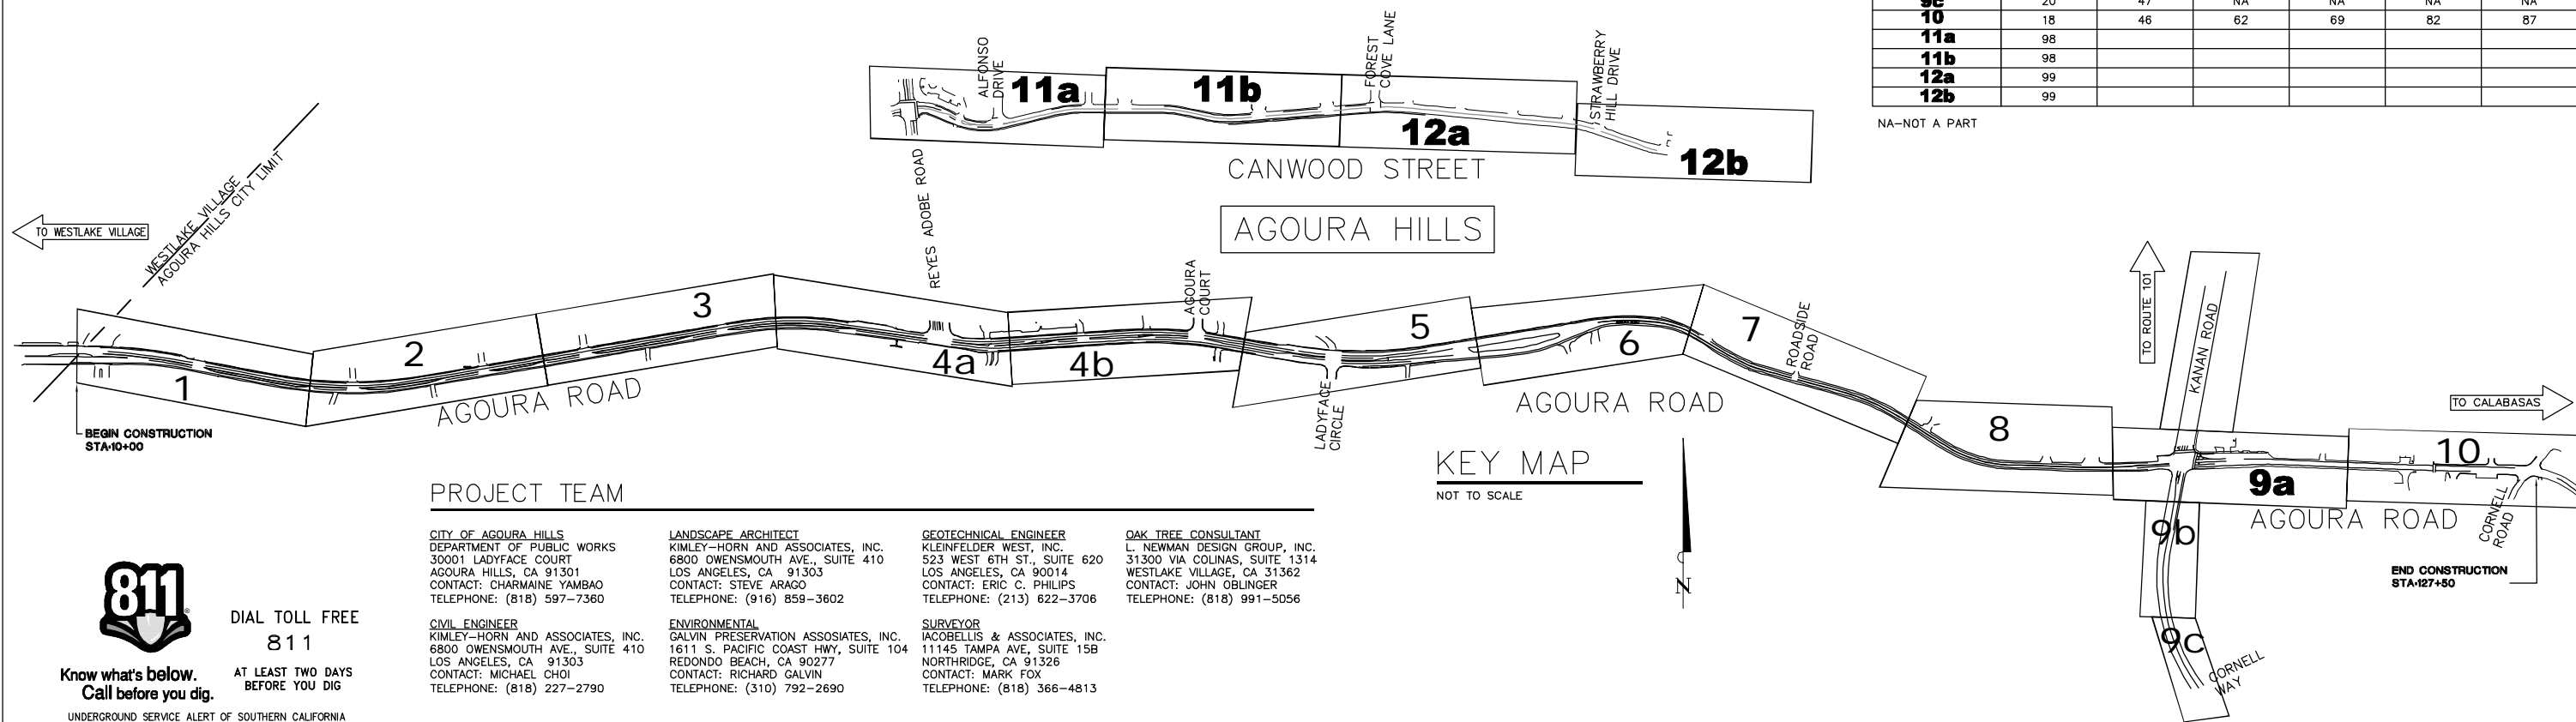 9c 20 47 NA NA NA NA
10 18 46 62 69 82 87
11a 98
11b 98
12a 99
12b 99
NA-NOT A PART
ALFONSO
DRIVE
FOREST
COVE LANE
STRAWBERRY
HILL DRIVE
11a
11b
12a
12b
CANWOOD STREET
REYES ADOBE ROAD
AGOURA HILLS
WESTLAKE VILLAGE
AGOURA HILLS CITY LIMIT
TO WESTLAKE VILLAGE
AGOURA
COURT
TO ROUTE 101
KANAN ROAD
TO CALABASAS
1
2
3
4a
4b
5
6
7
8
9a
10
9b
9c
ROADSIDE
ROAD
LADYFACE
CIRCLE
AGOURA ROAD
AGOURA ROAD
AGOURA ROAD
CORNELL
ROAD
CORNELL
WAY
BEGIN CONSTRUCTION
STA:10+00
END CONSTRUCTION
STA:127+50
KEY MAP
NOT TO SCALE
N
PROJECT TEAM
CITY OF AGOURA HILLS
DEPARTMENT OF PUBLIC WORKS
30001 LADYFACE COURT
AGOURA HILLS, CA 91301
CONTACT: CHARMAINE YAMBAO
TELEPHONE: (818) 597-7360
LANDSCAPE ARCHITECT
KIMLEY-HORN AND ASSOCIATES, INC.
6800 OWENSMOUTH AVE., SUITE 410
LOS ANGELES, CA 91303
CONTACT: STEVE ARAGO
TELEPHONE: (916) 859-3602
GEOTECHNICAL ENGINEER
KLEINFELDER WEST, INC.
523 WEST 6TH ST., SUITE 620
LOS ANGELES, CA 90014
CONTACT: ERIC C. PHILIPS
TELEPHONE: (213) 622-3706
OAK TREE CONSULTANT
L. NEWMAN DESIGN GROUP, INC.
31300 VIA COLINAS, SUITE 1314
WESTLAKE VILLAGE, CA 31362
CONTACT: JOHN OBLINGER
TELEPHONE: (818) 991-5056
CIVIL ENGINEER
KIMLEY-HORN AND ASSOCIATES, INC.
6800 OWENSMOUTH AVE., SUITE 410
LOS ANGELES, CA 91303
CONTACT: MICHAEL CHOI
TELEPHONE: (818) 227-2790
ENVIRONMENTAL
GALVIN PRESERVATION ASSOSIATES, INC.
1611 S. PACIFIC COAST HWY, SUITE 104
REDONDO BEACH, CA 90277
CONTACT: RICHARD GALVIN
TELEPHONE: (310) 792-2690
SURVEYOR
IACOBELLIS & ASSOCIATES, INC.
11145 TAMPA AVE, SUITE 15B
NORTHRIDGE, CA 91326
CONTACT: MARK FOX
TELEPHONE: (818) 366-4813
811
Know what's below.
Call before you dig.
DIAL TOLL FREE
811
AT LEAST TWO DAYS
BEFORE YOU DIG
UNDERGROUND SERVICE ALERT OF SOUTHERN CALIFORNIA